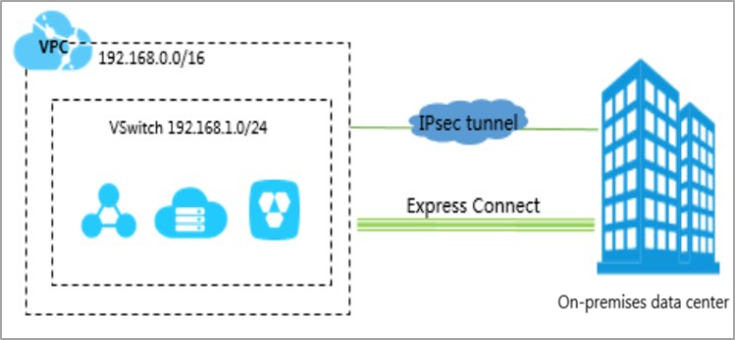 VPC
192.168.0.0/16
VSwitch 192.168.1.0/24
IPsec tunnel
Express Connect
On-premises data center